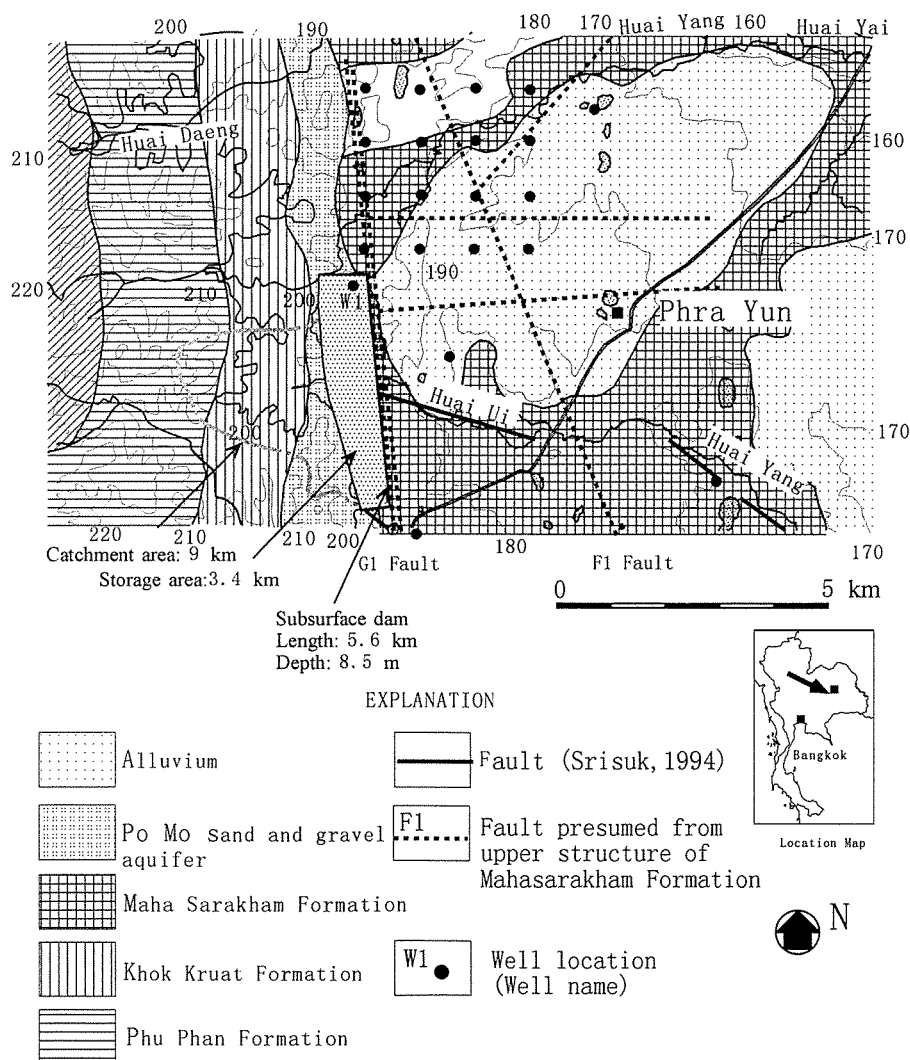 200
190
180
170
Huai Yang
160
Huai Yai
210
200
210
Huai Daeng
160
170
190
220
210
200
W1
Phra Yun
Huai Ui
200
Huai Yang
170
220
210
210
200
180
170
Catchment area: 9 km
Storage area:3.4 km
G1 Fault
F1 Fault
0
5 km
Subsurface dam
Length: 5.6 km
Depth: 8.5 m
EXPLANATION
Alluvium
Po Mo sand and gravel
aquifer
Maha Sarakham Formation
Khok Kruat Formation
Phu Phan Formation
Fault (Srisuk, 1994)
F1
Fault presumed from
upper structure of
Mahasarakham Formation
W1
Well location
(Well name)
Bangkok
Location Map
N